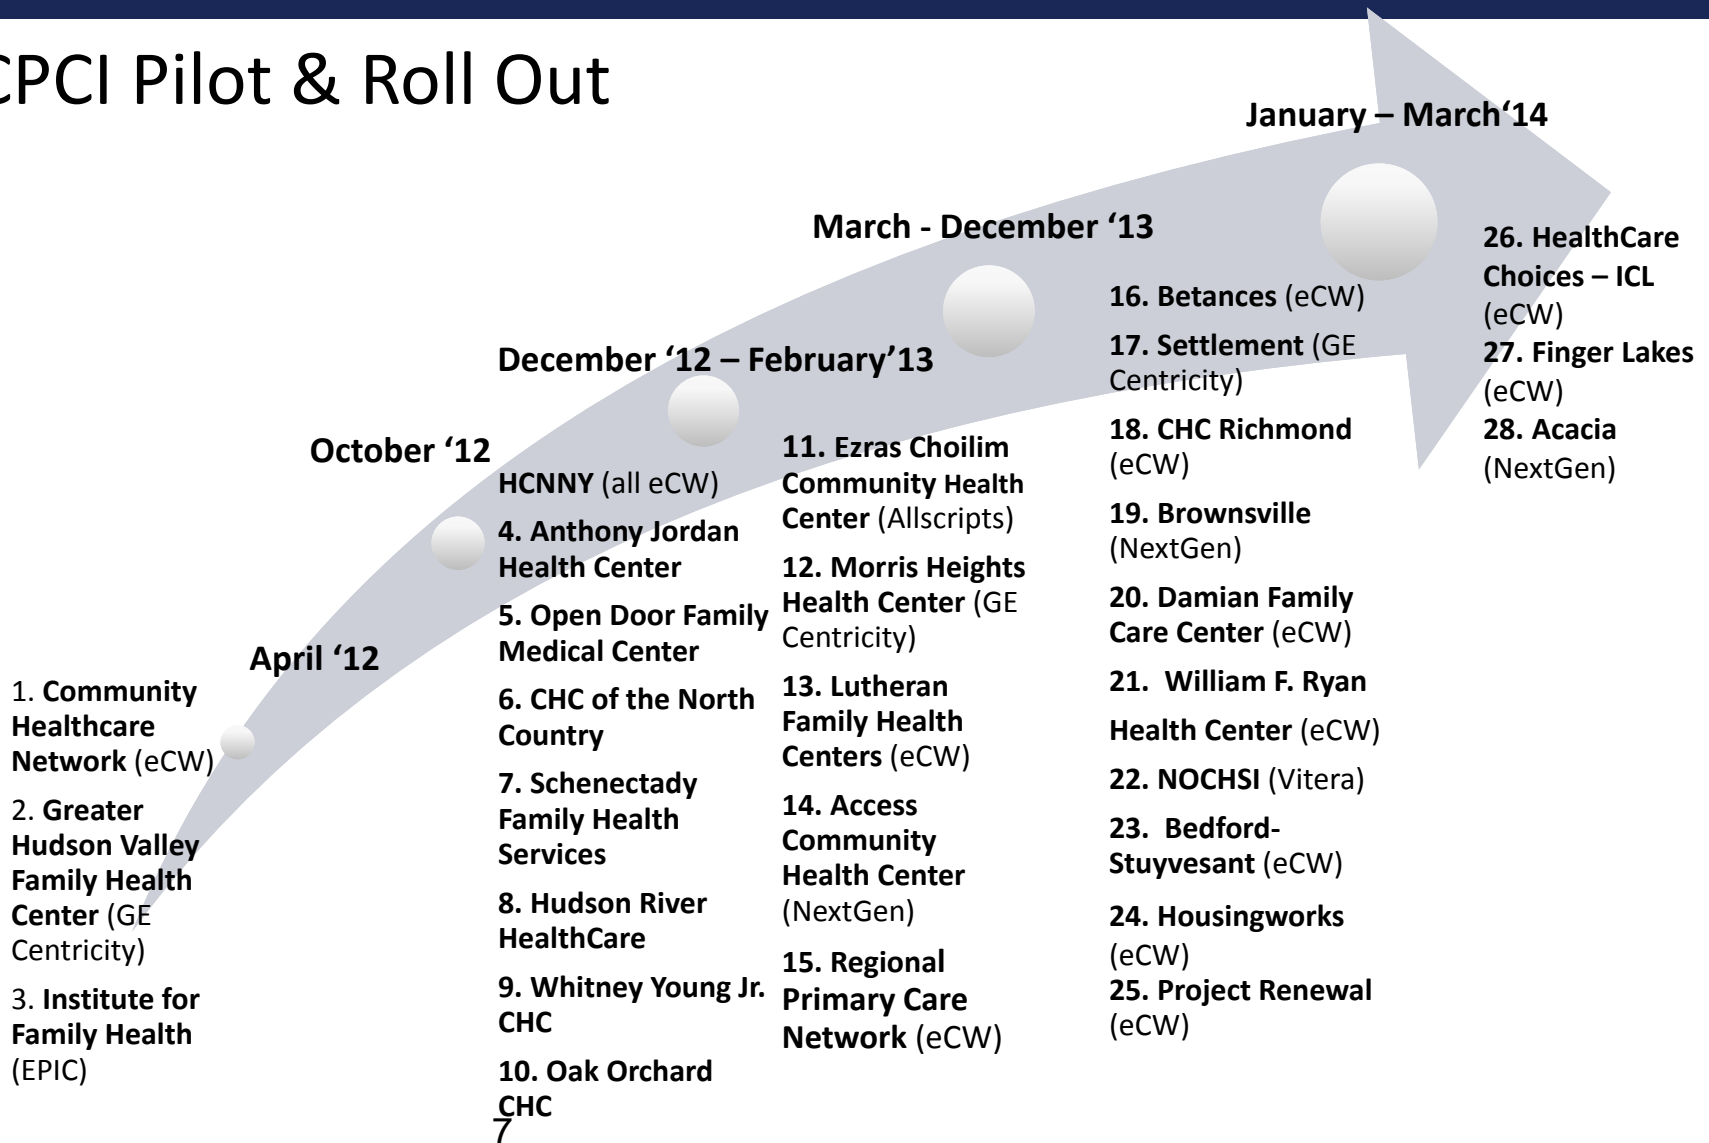 CPCI Pilot & Roll Out
April ‘12
1. Community
Healthcare
Network (eCW)
2. Greater
Hudson Valley
Family Health
Center (GE
Centricity)
3. Institute for
Family Health
(EPIC)
October ‘12
HCNNY (all eCW)
4. Anthony Jordan
Health Center
5. Open Door Family
Medical Center
6. CHC of the North
Country
7. Schenectady
Family Health
Services
8. Hudson River
HealthCare
9. Whitney Young Jr.
CHC
10. Oak Orchard
CHC
December ‘12 – February’13
11. Ezras Choilim
Community Health
Center (Allscripts)
12. Morris Heights
Health Center (GE
Centricity)
13. Lutheran
Family Health
Centers (eCW)
14. Access
Community
Health Center
(NextGen)
15. Regional
Primary Care
Network (eCW)
March - December ‘13
16. Betances (eCW)
17. Settlement (GE
Centricity)
18. CHC Richmond
(eCW)
19. Brownsville
(NextGen)
20. Damian Family
Care Center (eCW)
21. William F. Ryan
Health Center (eCW)
22. NOCHSI (Vitera)
23. Bedford-
Stuyvesant (eCW)
24. Housingworks
(eCW)
25. Project Renewal
(eCW)
January – March‘14
26. HealthCare
Choices – ICL
(eCW)
27. Finger Lakes
(eCW)
28. Acacia
(NextGen)
7